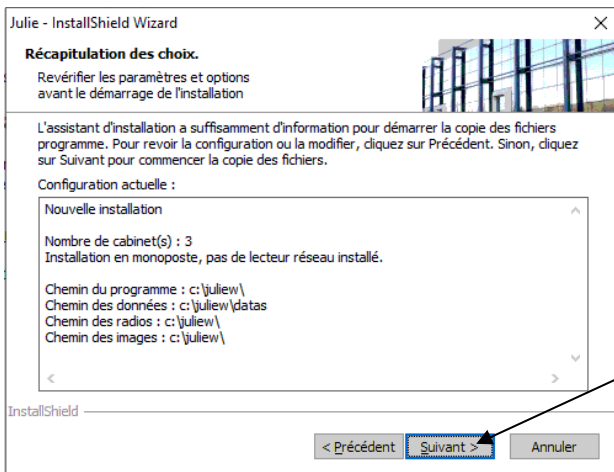 Julie - InstallShield Wizard
Récapitulation des choix.
Revérifier les paramètres et options
avant le démarrage de l'installation
L'assistant d'installation a suffisamment d'information pour démarrer la copie des fichiers
programme. Pour revoir la configuration ou la modifier, cliquez sur Précédent. Sinon, cliquez
sur Suivant pour commencer la copie des fichiers.
Configuration actuelle :
Nouvelle installation
Nombre de cabinet(s) : 3
Installation en monoposte, pas de lecteur réseau installé.
Chemin du programme : c:\juliew\
Chemin des données : c:\juliew\datas
Chemin des radios : c:\juliew\
Chemin des images : c:\juliew\
InstallShield
< Précédent
Suivant >
Annuler